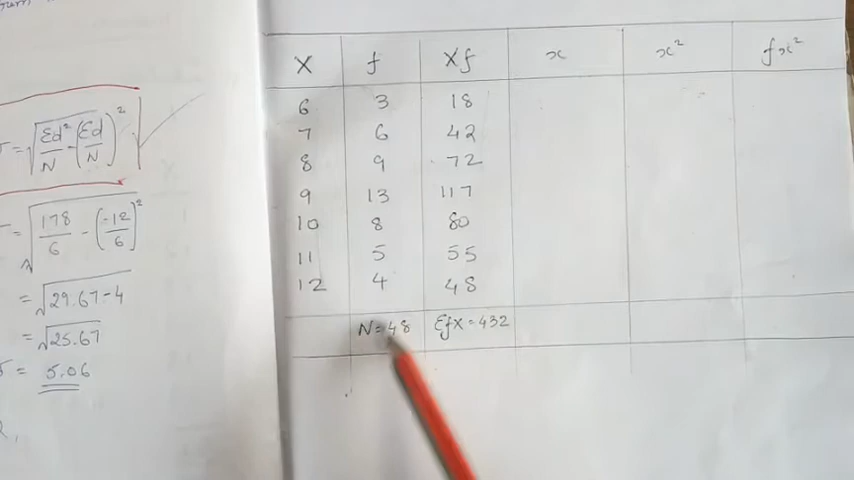 σ = √Σd²/N - (Σd/N)²
= √178/6 - (-12/6)²
= √29.67-4
= √25.67
σ = 5.06
X f Xf x x² fx²
6 3 18
7 6 42
8 9 72
9 13 117
10 8 80
11 5 55
12 4 48
N=48 ΣfX=432